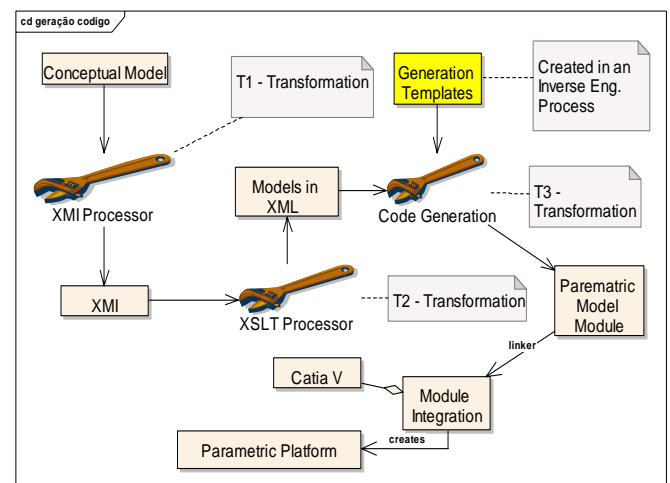 cd geração codigo
Conceptual Model
T1 - Transformation
Generation
Templates
Created in an
Inverse Eng.
Process
XMI Processor
Models in
XML
Code Generation
T3 -
Transformation
XMI
XSLT Processor
T2 - Transformation
Parematric
Model
Module
linker
Catia V
Module
Integration
creates
Parametric Platform